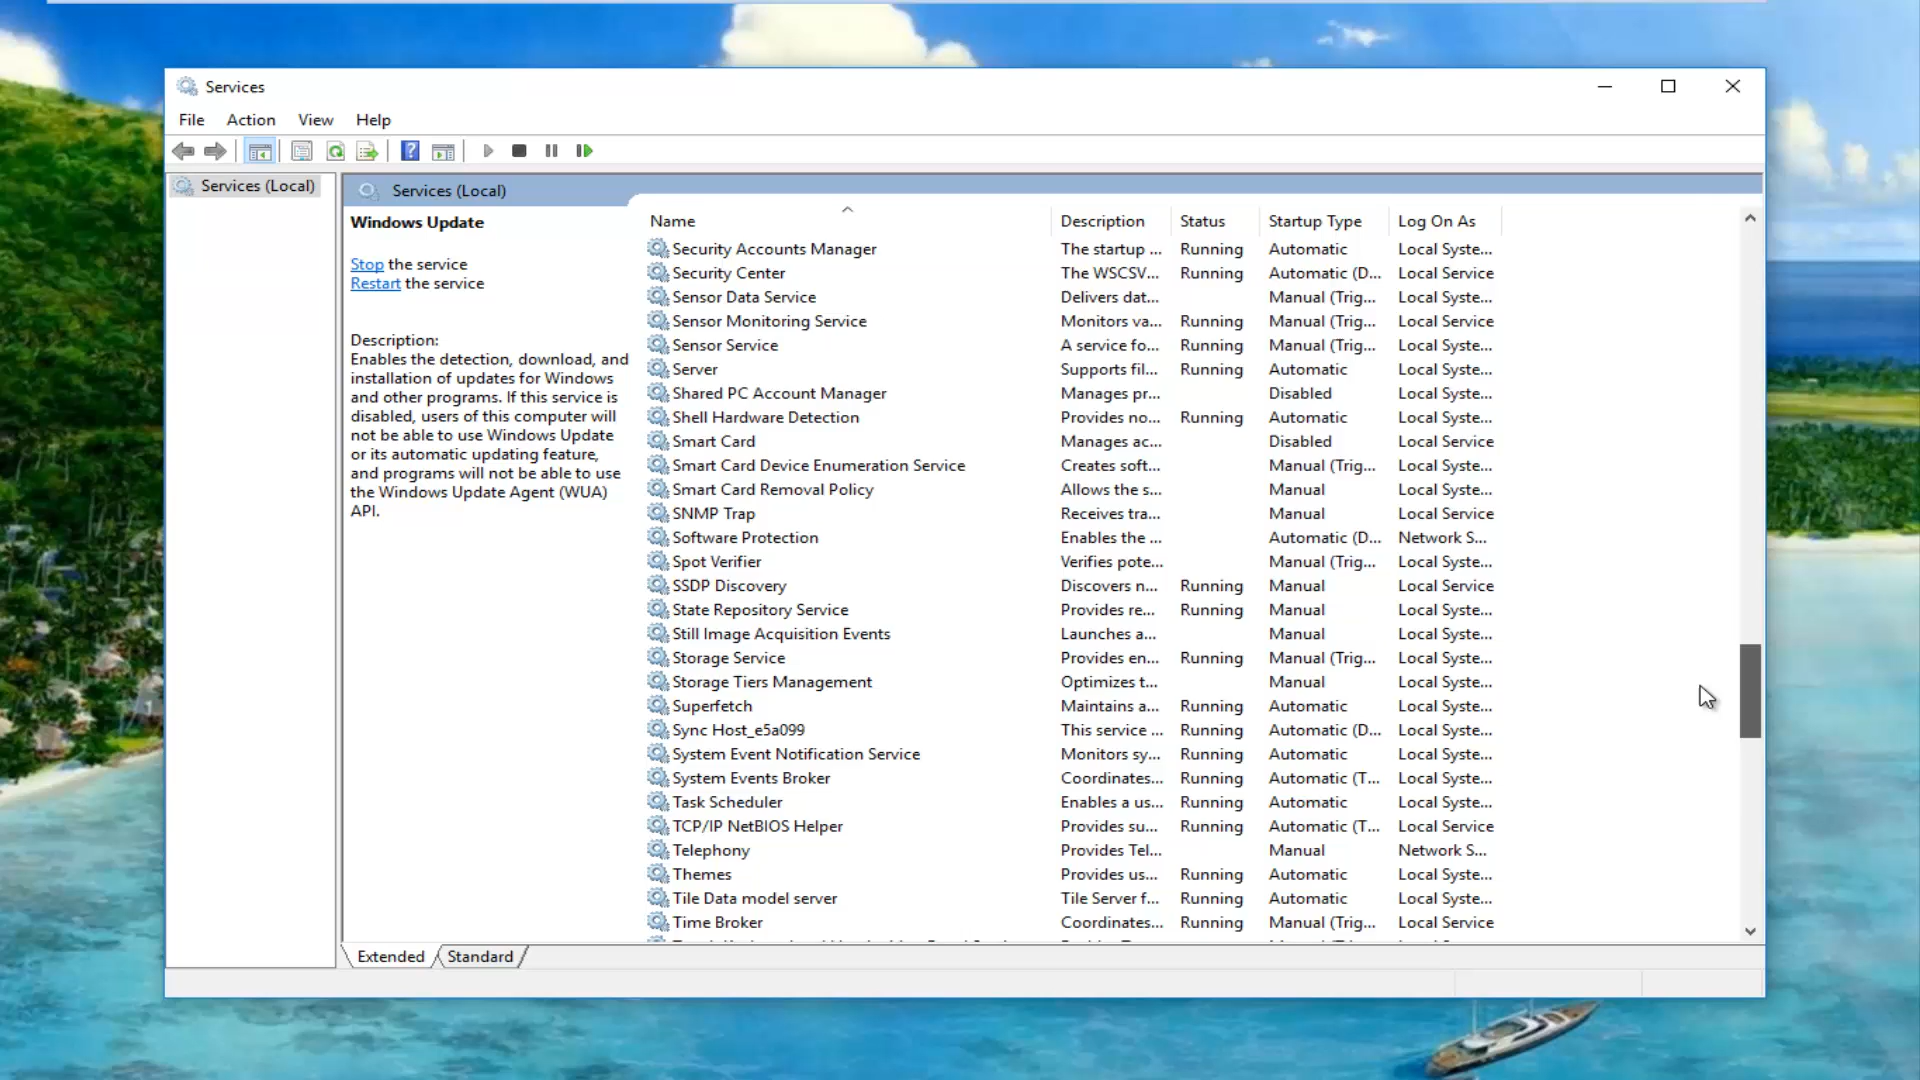 Services
File Action View Help
Services (Local)
Services (Local)
Windows Update
Stop the service
Restart the service
Description:
Enables the detection, download, and
installation of updates for Windows
and other programs. If this service is
disabled, users of this computer will
not be able to use Windows Update
or its automatic updating feature,
and programs will not be able to use
the Windows Update Agent (WUA)
API.
Name Description Status Startup Type Log On As
Security Accounts Manager The startup ... Running Automatic Local Syste...
Security Center The WSCSV... Running Automatic (D... Local Service
Sensor Data Service Delivers dat... Manual (Trig... Local Syste...
Sensor Monitoring Service Monitors va... Running Manual (Trig... Local Service
Sensor Service A service fo... Running Manual (Trig... Local Syste...
Server Supports fil... Running Automatic Local Syste...
Shared PC Account Manager Manages pr... Disabled Local Syste...
Shell Hardware Detection Provides no... Running Automatic Local Syste...
Smart Card Manages ac... Disabled Local Service
Smart Card Device Enumeration Service Creates soft... Manual (Trig... Local Syste...
Smart Card Removal Policy Allows the s... Manual Local Syste...
SNMP Trap Receives tra... Manual Local Service
Software Protection Enables the ... Automatic (D... Network S...
Spot Verifier Verifies pote... Manual (Trig... Local Syste...
SSDP Discovery Discovers n... Running Manual Local Service
State Repository Service Provides re... Running Manual Local Syste...
Still Image Acquisition Events Launches a... Manual Local Syste...
Storage Service Provides en... Running Manual (Trig... Local Syste...
Storage Tiers Management Optimizes t... Manual Local Syste...
Superfetch Maintains a... Running Automatic Local Syste...
Sync Host_e5a099 This service ... Running Automatic (D... Local Syste...
System Event Notification Service Monitors sy... Running Automatic Local Syste...
System Events Broker Coordinates... Running Automatic (T... Local Syste...
Task Scheduler Enables a us... Running Automatic Local Syste...
TCP/IP NetBIOS Helper Provides su... Running Automatic (T... Local Service
Telephony Provides Tel... Manual Network S...
Themes Provides us... Running Automatic Local Syste...
Tile Data model server Tile Server f... Running Automatic Local Syste...
Time Broker Coordinates... Running Manual (Trig... Local Service
Extended Standard